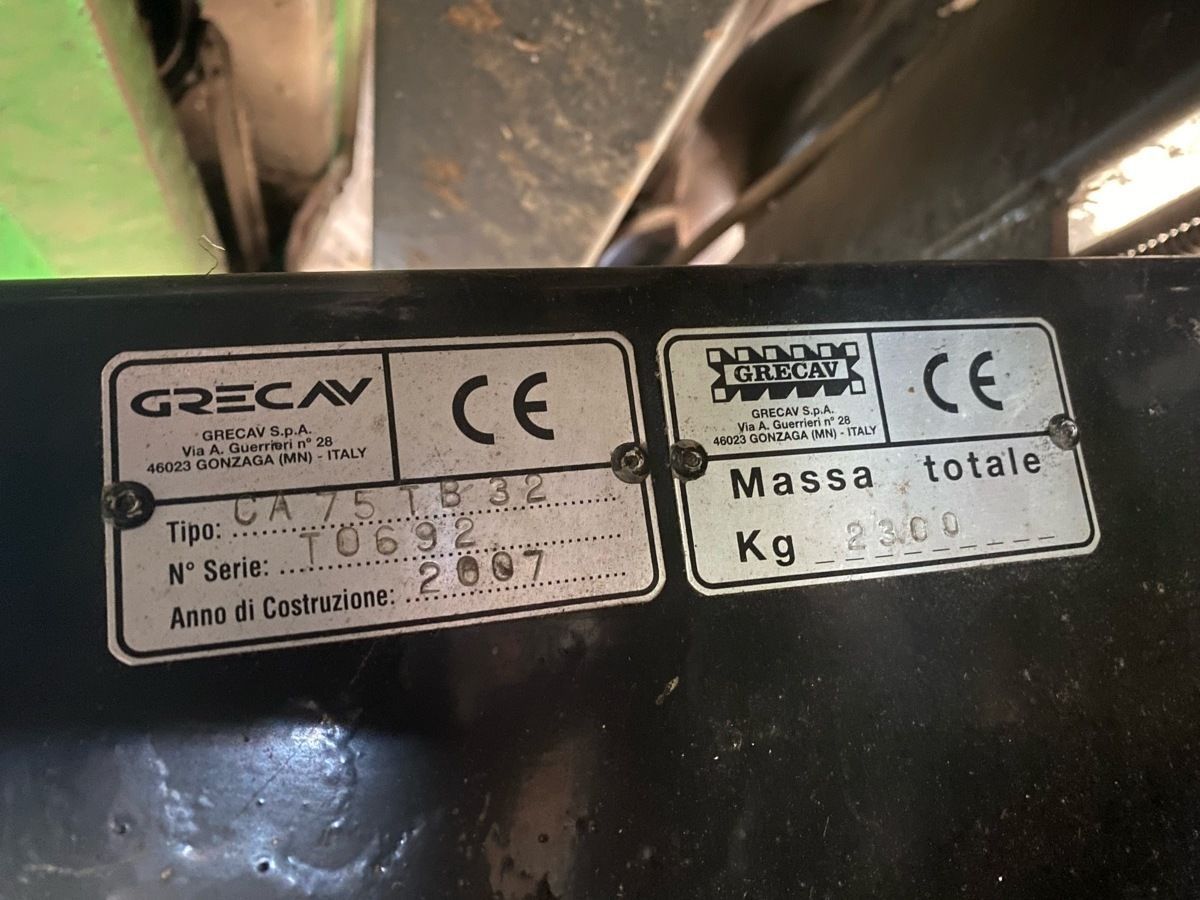 GRECAV
GRECAV S.p.A.
Via A. Guerrieri n° 28
46023 GONZAGA (MN) - ITALY
CE
Tipo: CA 75 TB 32
N° Serie: T0692
Anno di Costruzione: 2007
GRECAV
GRECAV S.p.A.
Via A. Guerrieri n° 28
46023 GONZAGA (MN) - ITALY
CE
Massa totale
Kg 2300